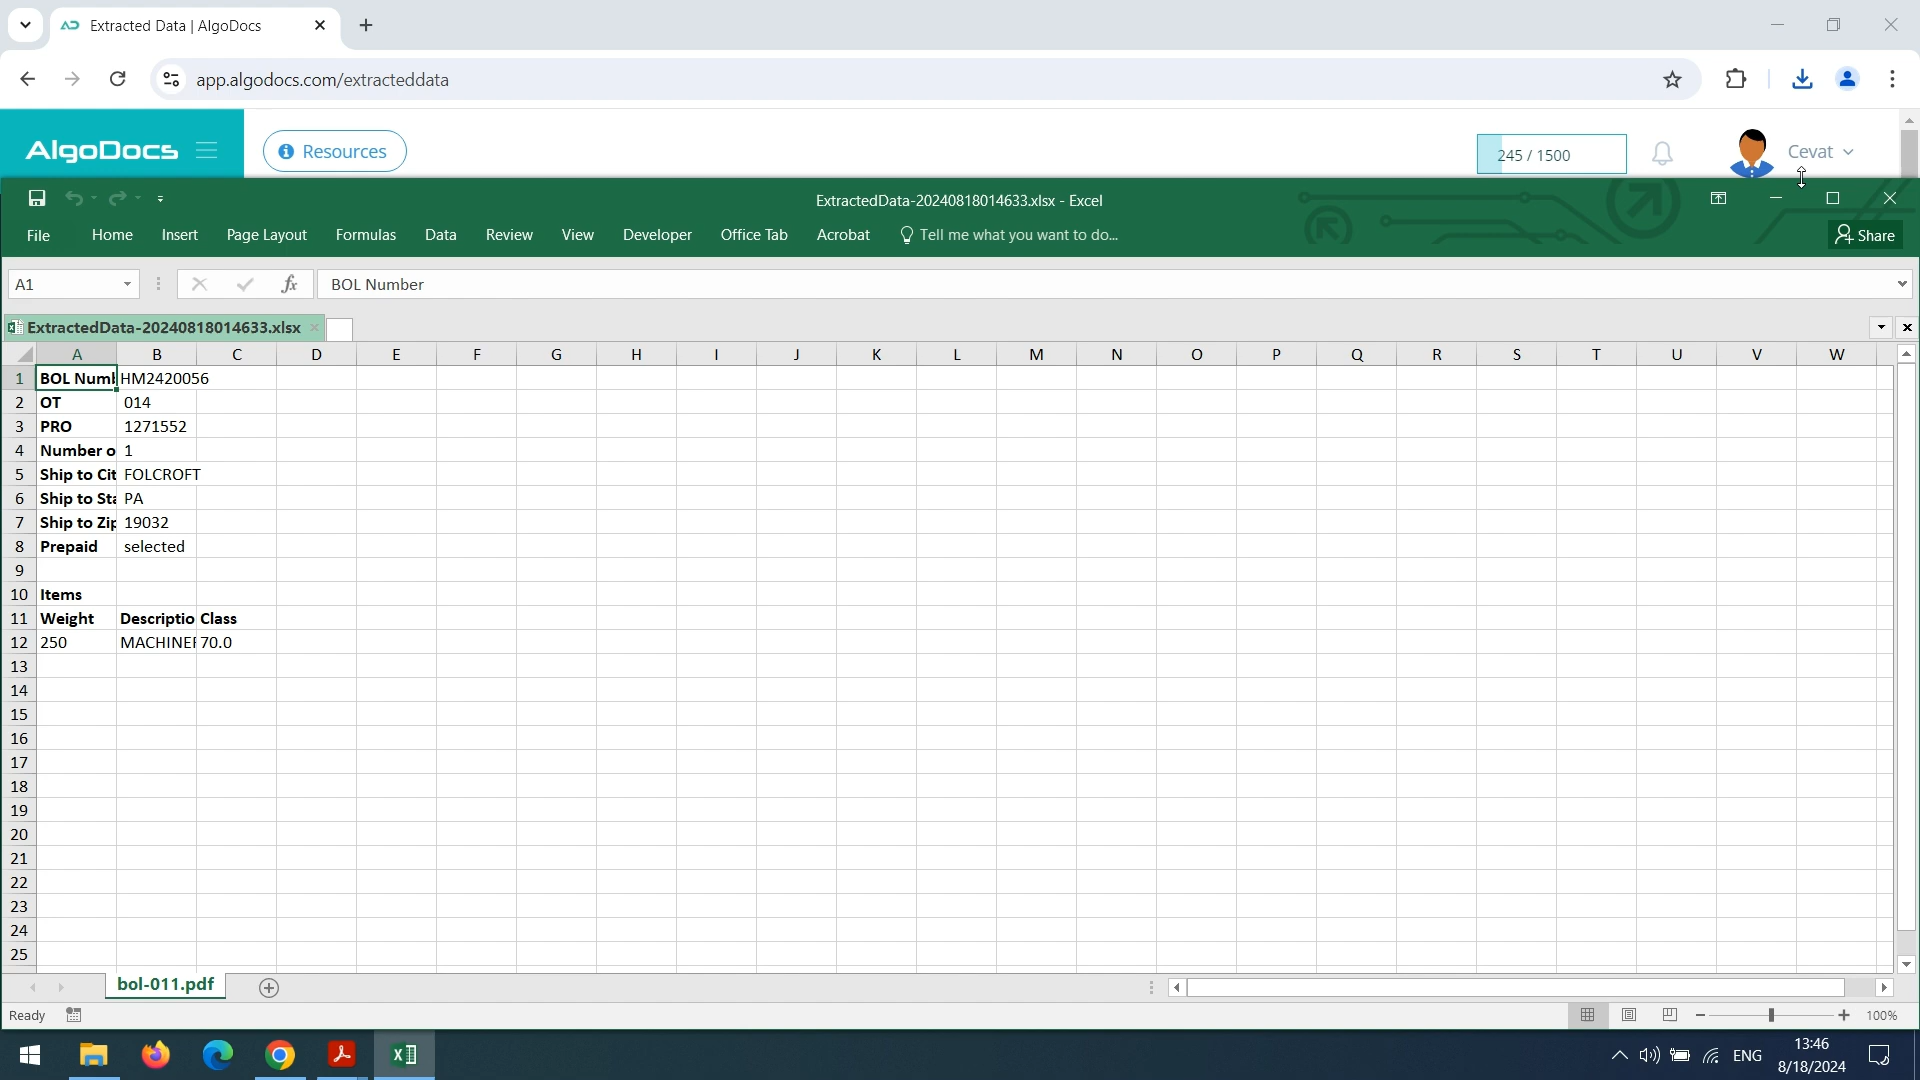 Extracted Data | AlgoDocs
app.algodocs.com/extracteddata
AlgoDocs
Resources
245 / 1500
Cevat
ExtractedData-20240818014633.xlsx - Excel
File Home Insert Page Layout Formulas Data Review View Developer Office Tab Acrobat Tell me what you want to do... Share
A1 fx BOL Number
ExtractedData-20240818014633.xlsx
A B C D E F G H I J K L M N O P Q R S T U V W
1 BOL Numb HM2420056
2 OT 014
3 PRO 1271552
4 Number o 1
5 Ship to Cit FOLCROFT
6 Ship to Sta PA
7 Ship to Zip 19032
8 Prepaid selected
9
10 Items
11 Weight Descriptio Class
12 250 MACHINEF 70.0
13
14
15
16
17
18
19
20
21
22
23
24
25
bol-011.pdf
Ready 100%
ENG
13:46
8/18/2024